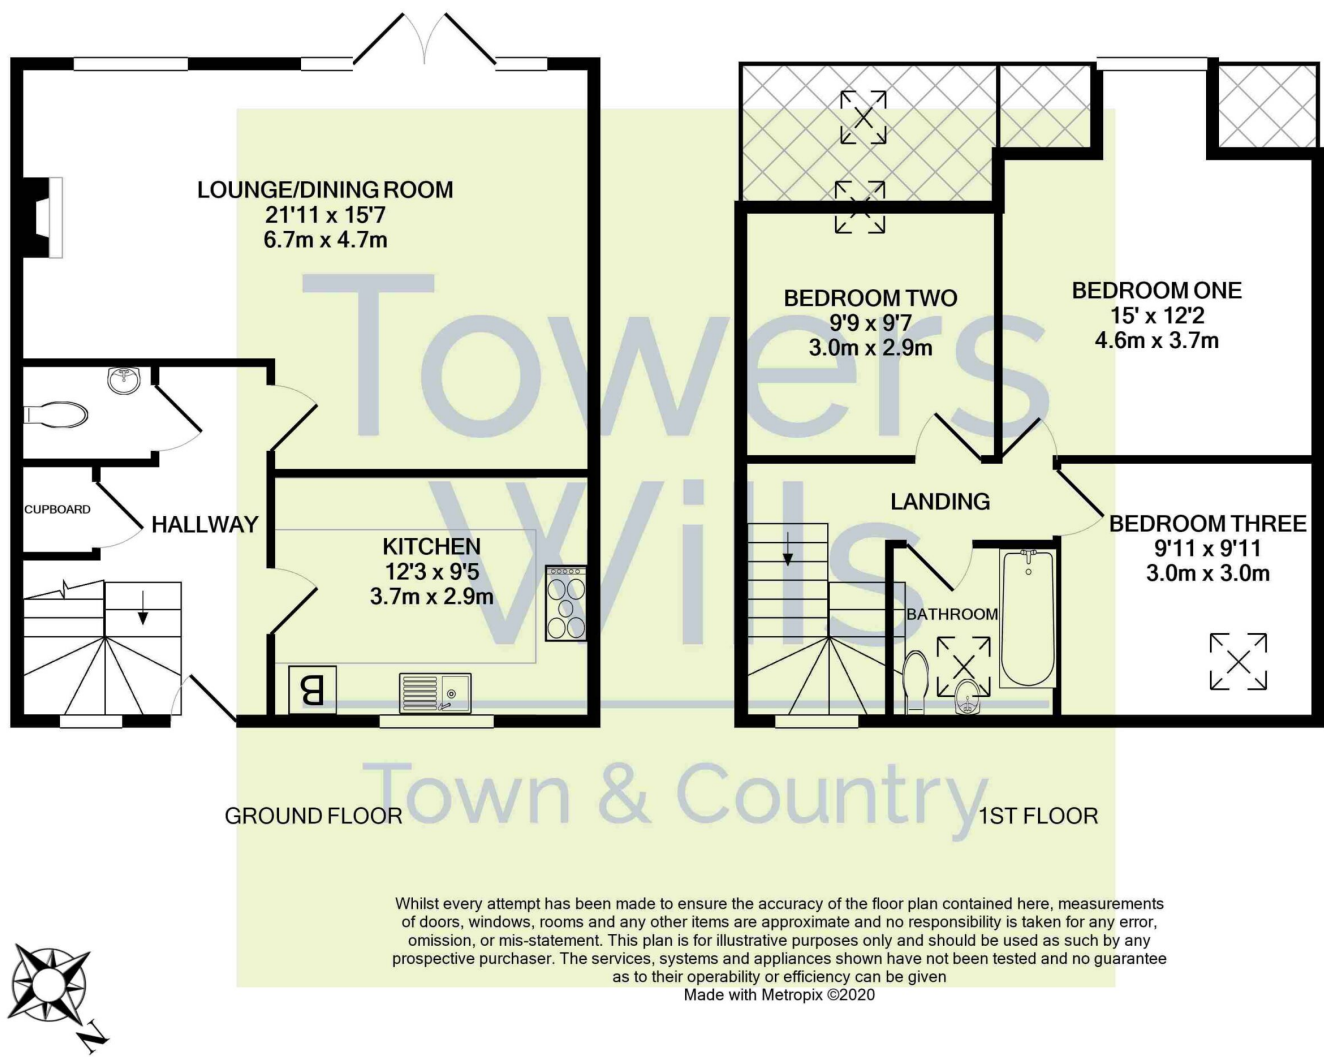 LOUNGE/DINING ROOM
21'11 x 15'7
6.7m x 4.7m
CUPBOARD
HALLWAY
KITCHEN
12'3 x 9'5
3.7m x 2.9m
B
GROUND FLOOR
BEDROOM TWO
9'9 x 9'7
3.0m x 2.9m
BEDROOM ONE
15' x 12'2
4.6m x 3.7m
LANDING
BEDROOM THREE
9'11 x 9'11
3.0m x 3.0m
BATHROOM
1ST FLOOR
Towers
Wills
Town & Country
Whilst every attempt has been made to ensure the accuracy of the floor plan contained here, measurements
of doors, windows, rooms and any other items are approximate and no responsibility is taken for any error,
omission, or mis-statement. This plan is for illustrative purposes only and should be used as such by any
prospective purchaser. The services, systems and appliances shown have not been tested and no guarantee
as to their operability or efficiency can be given
Made with Metropix ©2020
N